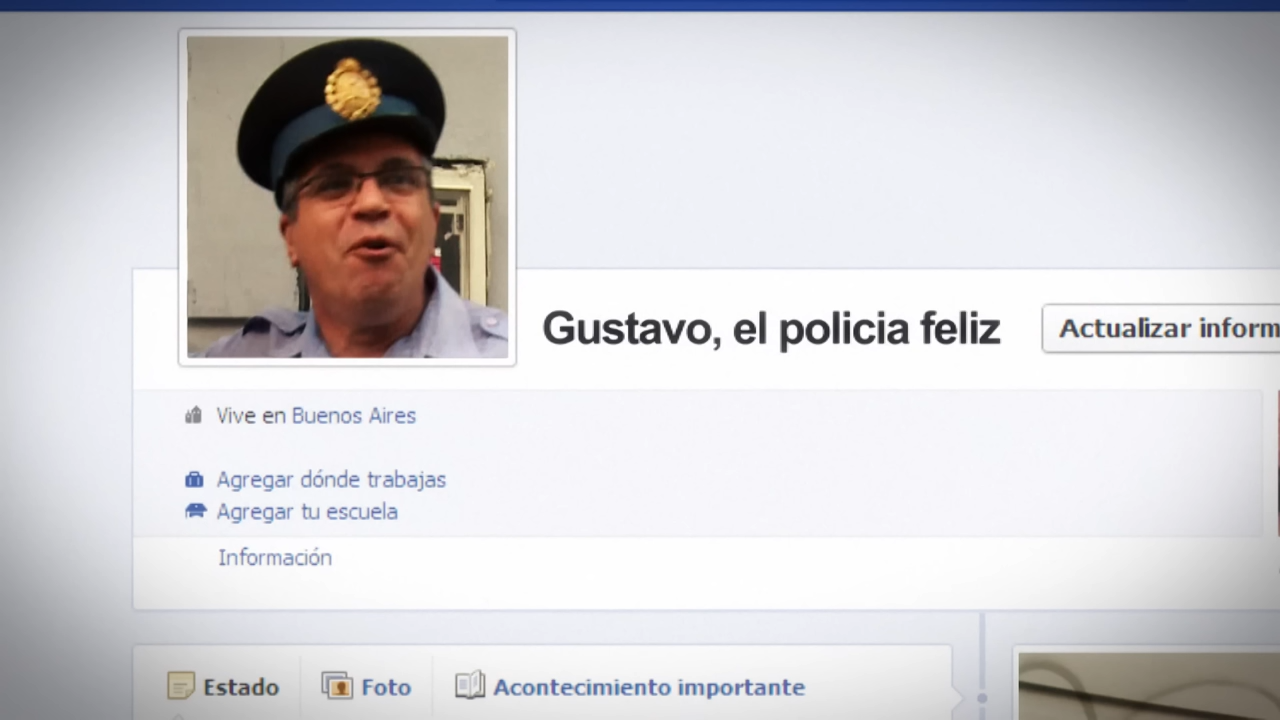 Gustavo, el policia feliz
Actualizar inform
Vive en Buenos Aires
Agregar dónde trabajas
Agregar tu escuela
Información
Estado Foto Acontecimiento importante